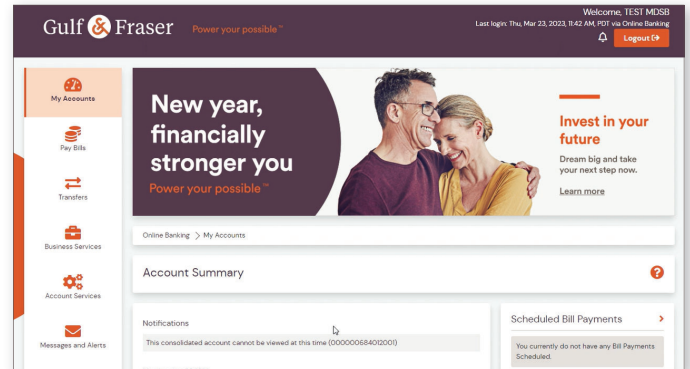 Gulf & Fraser Power your possible™
Welcome, TEST MDSB
Last login: Thu, Mar 23, 2023, 11:42 AM, PDT via Online Banking
Logout
My Accounts
Pay Bills
Transfers
Business Services
Account Services
Messages and Alerts
New year,
financially
stronger you
Power your possible™
Invest in your
future
Dream big and take
your next step now.
Learn more
Online Banking > My Accounts
Account Summary
Notifications
This consolidated account cannot be viewed at this time (000000684012001)
Scheduled Bill Payments
You currently do not have any Bill Payments
Scheduled.